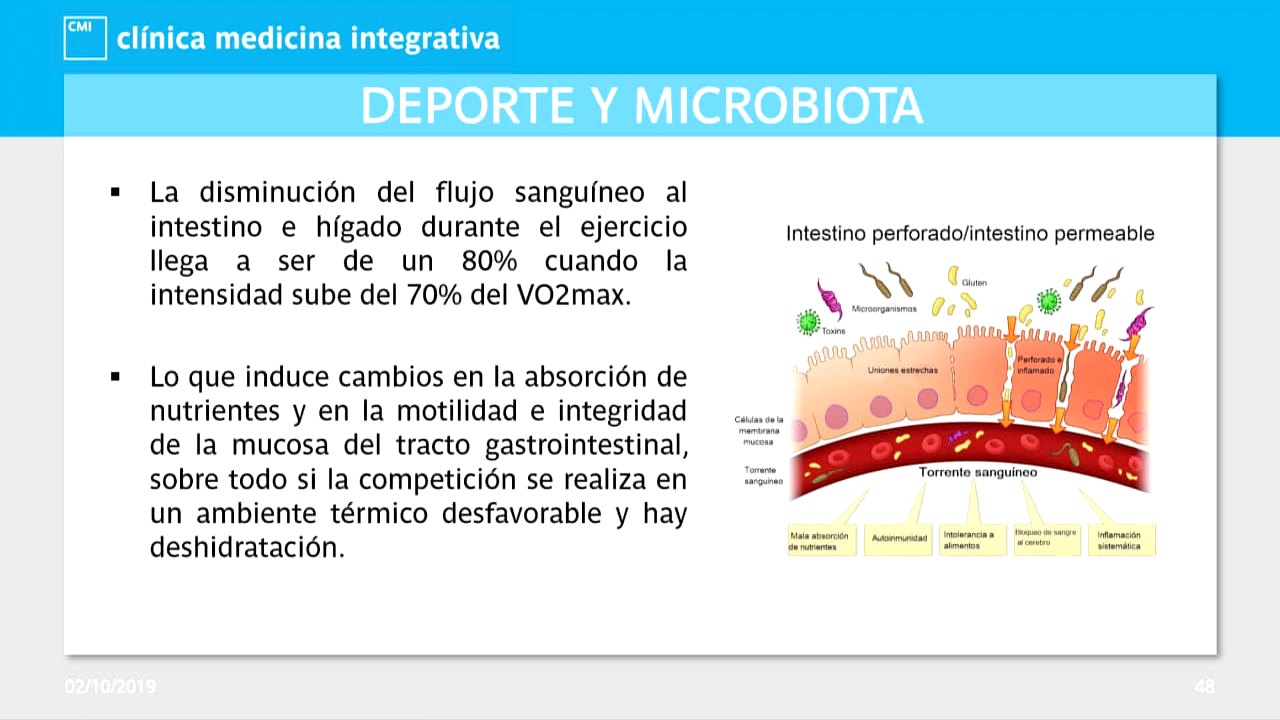 CMI
clínica medicina integrativa
DEPORTE Y MICROBIOTA
▪ La disminución del flujo sanguíneo al
intestino e hígado durante el ejercicio
llega a ser de un 80% cuando la
intensidad sube del 70% del VO2max.
▪ Lo que induce cambios en la absorción de
nutrientes y en la motilidad e integridad
de la mucosa del tracto gastrointestinal,
sobre todo si la competición se realiza en
un ambiente térmico desfavorable y hay
deshidratación.
Intestino perforado/intestino permeable
Gluten
Microorganismos
Toxins
Perforado e
inflamado
Uniones estrechas
Células de la
membrana
mucosa
Torrente
sanguíneo
Torrente sanguíneo
Mala absorción
de nutrientes
Autoinmunidad
Intolerancia a
alimentos
Bloqueo de sangre
al cerebro
Inflamación
sistemática
02/10/2019
48